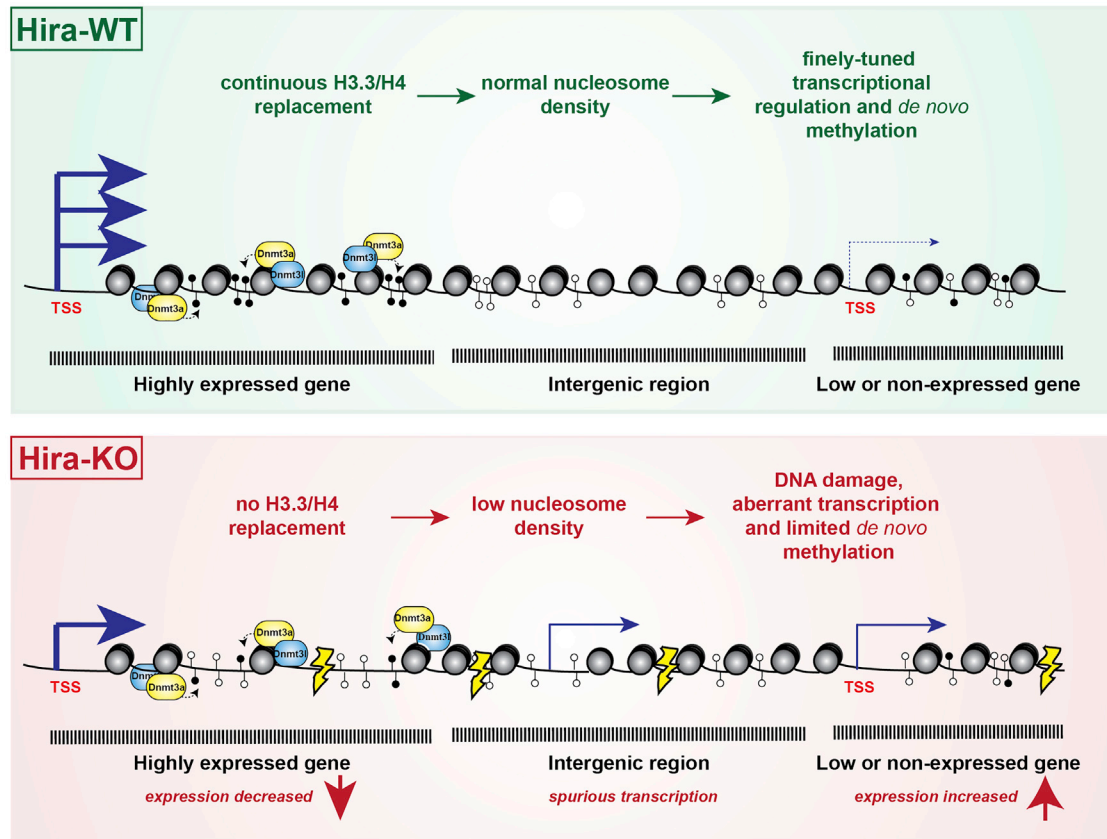 Hira-WT
continuous H3.3/H4
replacement
normal nucleosome
density
finely-tuned
transcriptional
regulation and de novo
methylation
Dnmt3a
Dnmt3l
Dnmt3a
Dnmt3l
Dnm
Dnmt3a
TSS
TSS
Highly expressed gene
Intergenic region
Low or non-expressed gene
Hira-KO
no H3.3/H4
replacement
low nucleosome
density
DNA damage,
aberrant transcription
and limited de novo
methylation
Dnmt3a
Dnmt3l
Dnmt3a
Dnmt3l
Dnmt
Dnmt3a
TSS
TSS
Highly expressed gene
Intergenic region
Low or non-expressed gene
expression decreased
spurious transcription
expression increased